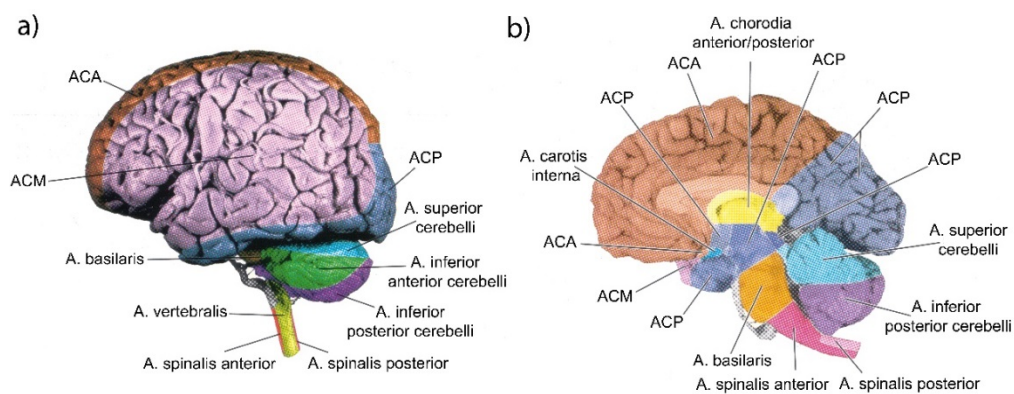 a)
ACA
ACM
ACP
A. superior
cerebelli
A. basilaris
A. inferior
anterior cerebelli
A. vertebralis
A. inferior
posterior cerebelli
A. spinalis anterior
A. spinalis posterior
b)
A. chorodia
anterior/posterior
ACA
ACP
ACP
ACP
A. carotis
interna
ACP
ACA
A. superior
cerebelli
ACM
ACP
A. inferior
posterior cerebelli
A. basilaris
A. spinalis anterior
A. spinalis posterior